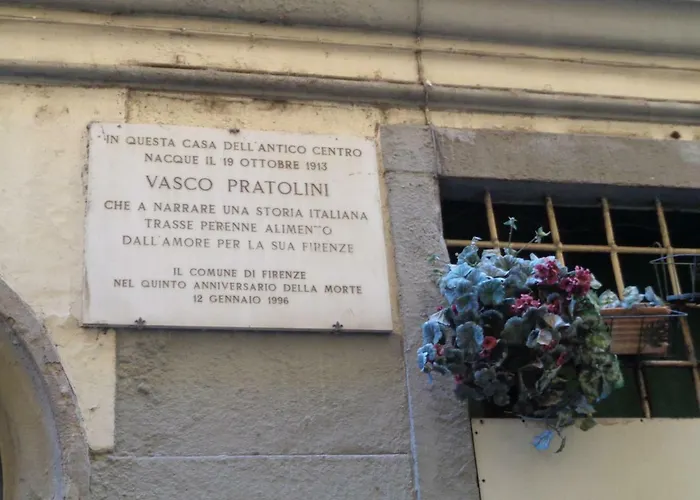 IN QUESTA CASA DELL'ANTICO CENTRO
NACQUE IL 19 OTTOBRE 1913
VASCO PRATOLINI
CHE A NARRARE UNA STORIA ITALIANA
TRASSE PERENNE ALIMENTO
DALL'AMORE PER LA SUA FIRENZE
IL COMUNE DI FIRENZE
NEL QUINTO ANNIVERSARIO DELLA MORTE
12 GENNAIO 1996